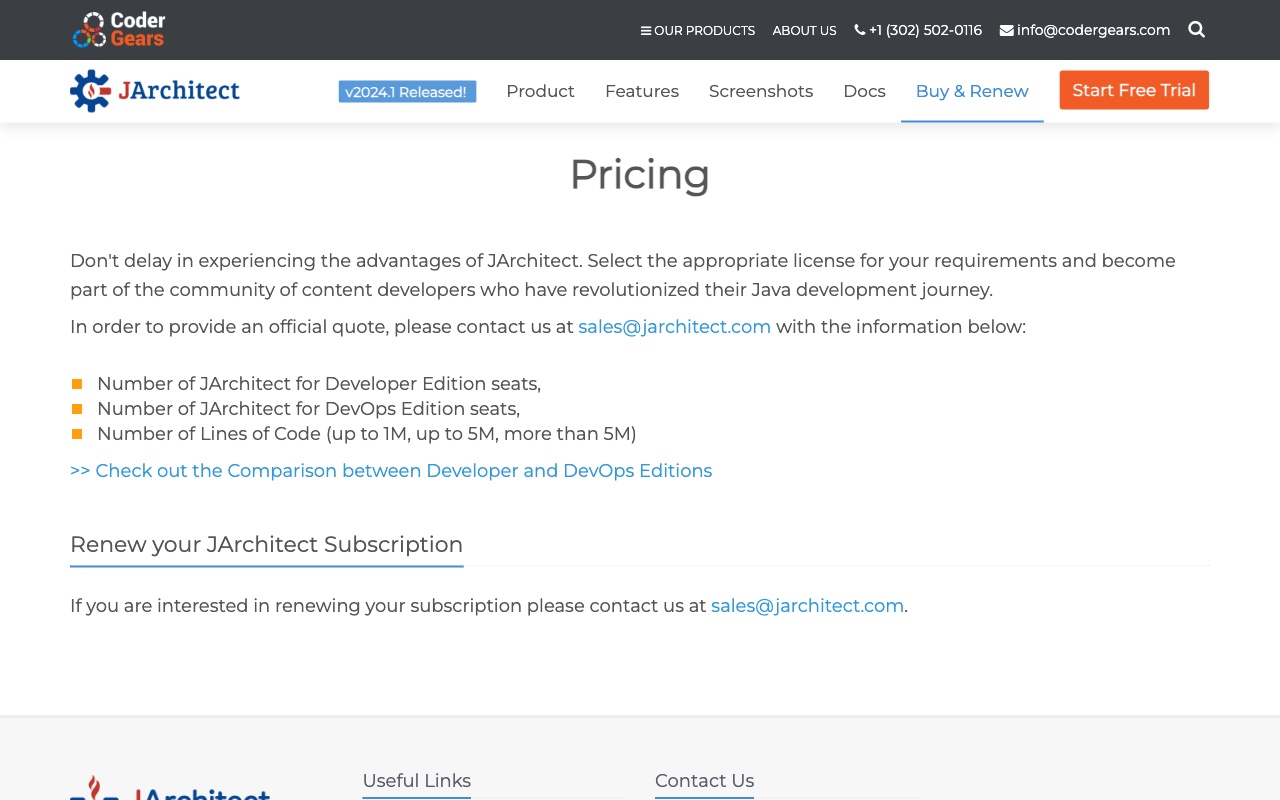 Coder
Gears
OUR PRODUCTS ABOUT US +1 (302) 502-0116 info@codergears.com
JArchitect
v2024.1 Released! Product Features Screenshots Docs Buy & Renew Start Free Trial
Pricing
Don't delay in experiencing the advantages of JArchitect. Select the appropriate license for your requirements and become
part of the community of content developers who have revolutionized their Java development journey.
In order to provide an official quote, please contact us at sales@jarchitect.com with the information below:
Number of JArchitect for Developer Edition seats,
Number of JArchitect for DevOps Edition seats,
Number of Lines of Code (up to 1M, up to 5M, more than 5M)
>> Check out the Comparison between Developer and DevOps Editions
Renew your JArchitect Subscription
If you are interested in renewing your subscription please contact us at sales@jarchitect.com.
JArchitect
Useful Links
Contact Us